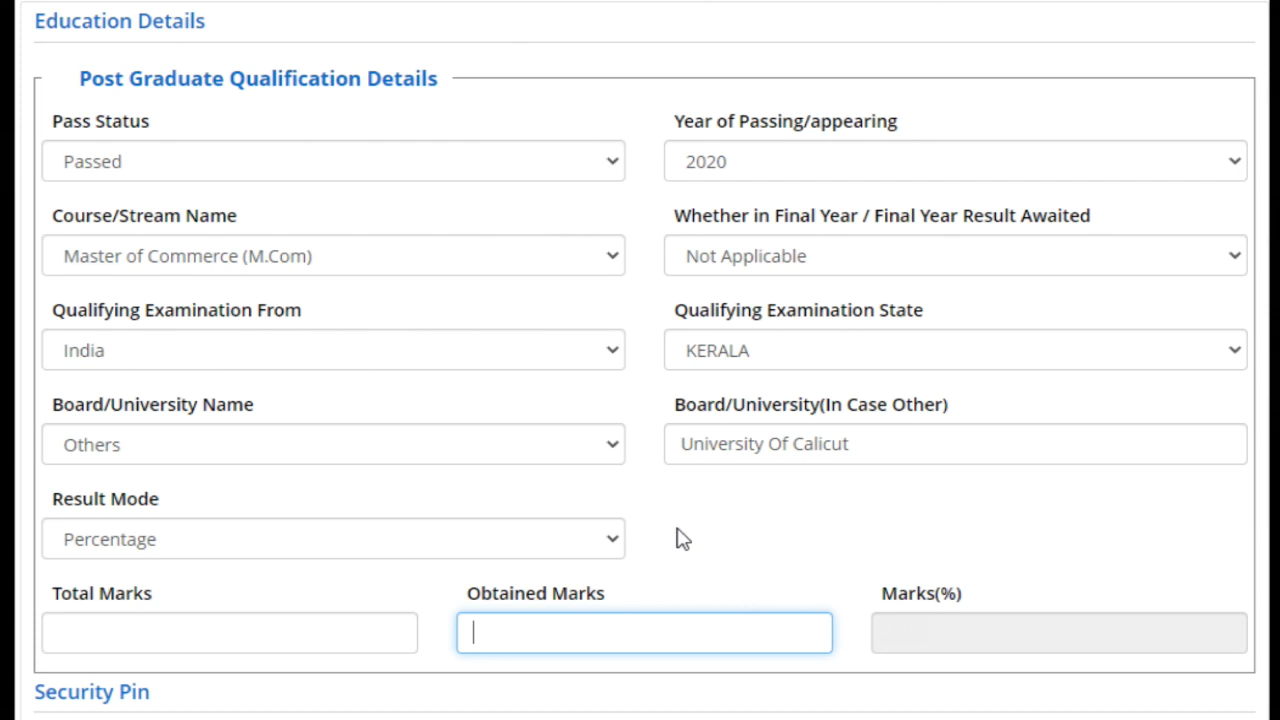 Education Details
Post Graduate Qualification Details
Pass Status
Year of Passing/appearing
Passed
2020
Course/Stream Name
Whether in Final Year / Final Year Result Awaited
Master of Commerce (M.Com)
Not Applicable
Qualifying Examination From
Qualifying Examination State
India
KERALA
Board/University Name
Board/University(In Case Other)
Others
University Of Calicut
Result Mode
Percentage
Total Marks
Obtained Marks
Marks(%)
Security Pin